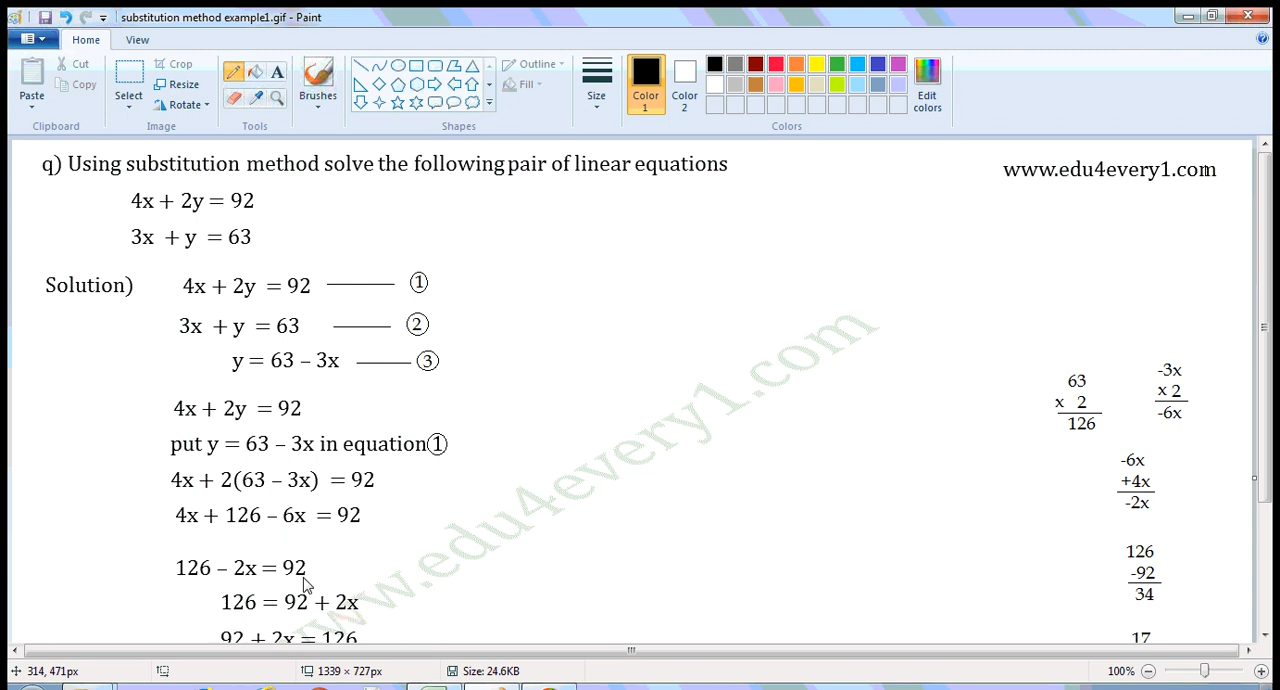 substitution method example1.gif - Paint
Home View
Paste
Cut
Copy
Clipboard
Select
Crop
Resize
Rotate
Image
A
Tools
Brushes
Outline
Fill
Shapes
Size
Color 1
Color 2
Edit colors
Colors
q) Using substitution method solve the following pair of linear equations
www.edu4every1.com
4x + 2y = 92
3x + y = 63
Solution) 4x + 2y = 92 ——— ①
3x + y = 63 ——— ②
y = 63 – 3x ——— ③
4x + 2y = 92
put y = 63 – 3x in equation ①
4x + 2(63 – 3x) = 92
4x + 126 – 6x = 92
126 – 2x = 92
126 = 92 + 2x
92 + 2x = 126
63
x 2
126
-3x
x 2
-6x
-6x
+4x
-2x
126
-92
34
17
www.edu4every1.com
314, 471px
1339 × 727px
Size: 24.6KB
100%